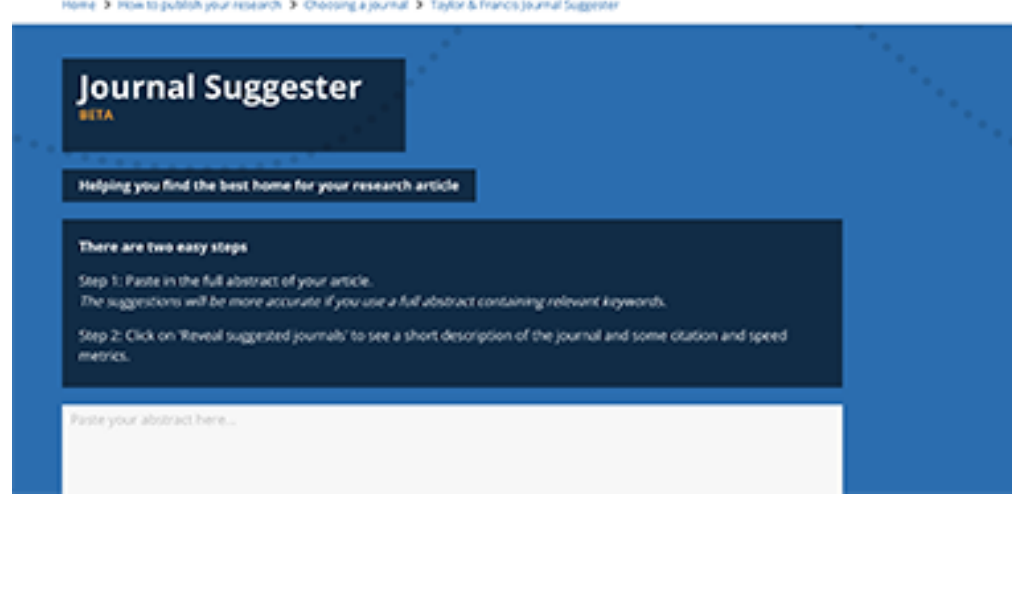 Home > How to publish your research > Choosing a journal > Taylor & Francis Journal Suggester
Journal Suggester
BETA
Helping you find the best home for your research article
There are two easy steps
Step 1: Paste in the full abstract of your article.
The suggestions will be more accurate if you use a full abstract containing relevant keywords.
Step 2: Click on 'Reveal suggested journals' to see a short description of the journal and some citation and speed
metrics.
Paste your abstract here...